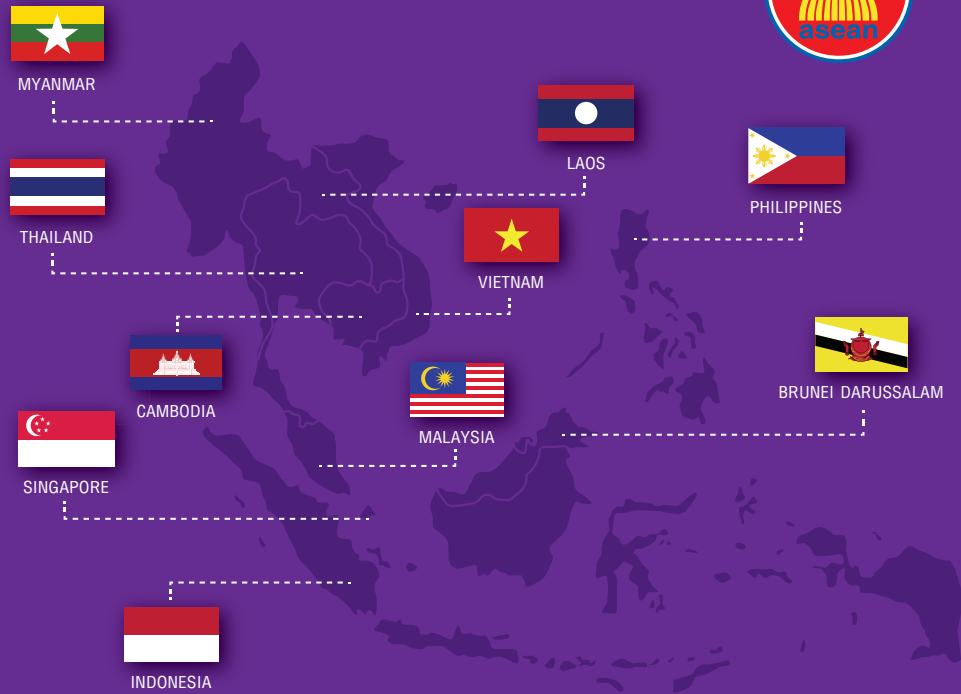 asean
MYANMAR
LAOS
PHILIPPINES
THAILAND
VIETNAM
BRUNEI DARUSSALAM
CAMBODIA
MALAYSIA
SINGAPORE
INDONESIA